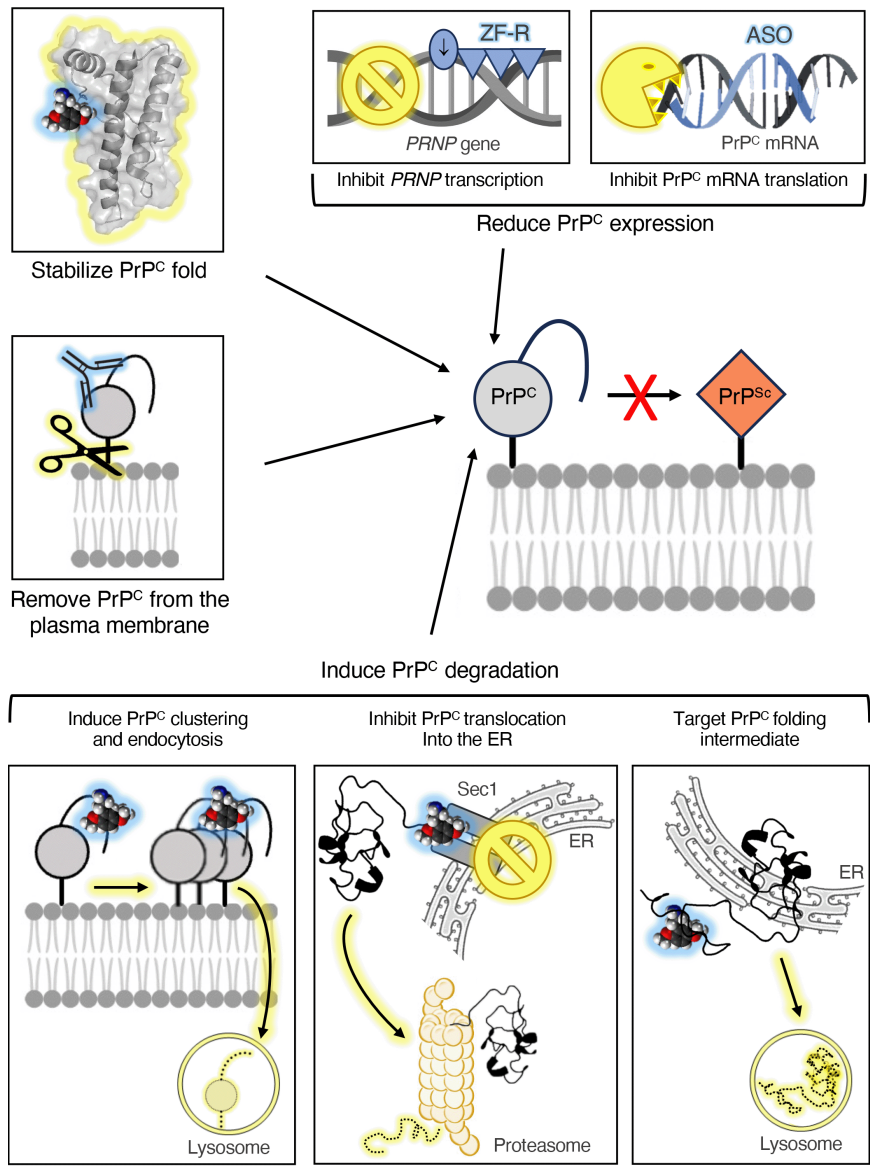 ZF-R
PRNP gene
Inhibit PRNP transcription
ASO
PrPC mRNA
Inhibit PrPC mRNA translation
Reduce PrPC expression
Stabilize PrPC fold
PrPC
PrPSc
Remove PrPC from the
plasma membrane
Induce PrPC degradation
Induce PrPC clustering
and endocytosis
Lysosome
Inhibit PrPC translocation
Into the ER
Sec1
ER
Proteasome
Target PrPC folding
intermediate
ER
Lysosome